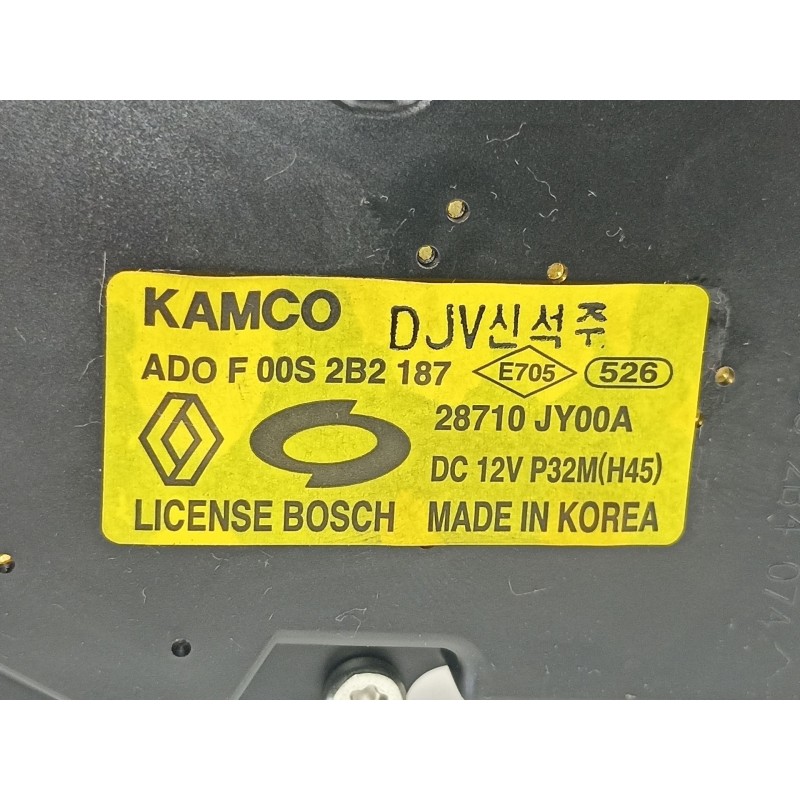 KAMCO DJV신석주
ADO F 00S 2B2 187 E705 526
28710 JY00A
DC 12V P32M(H45)
LICENSE BOSCH MADE IN KOREA